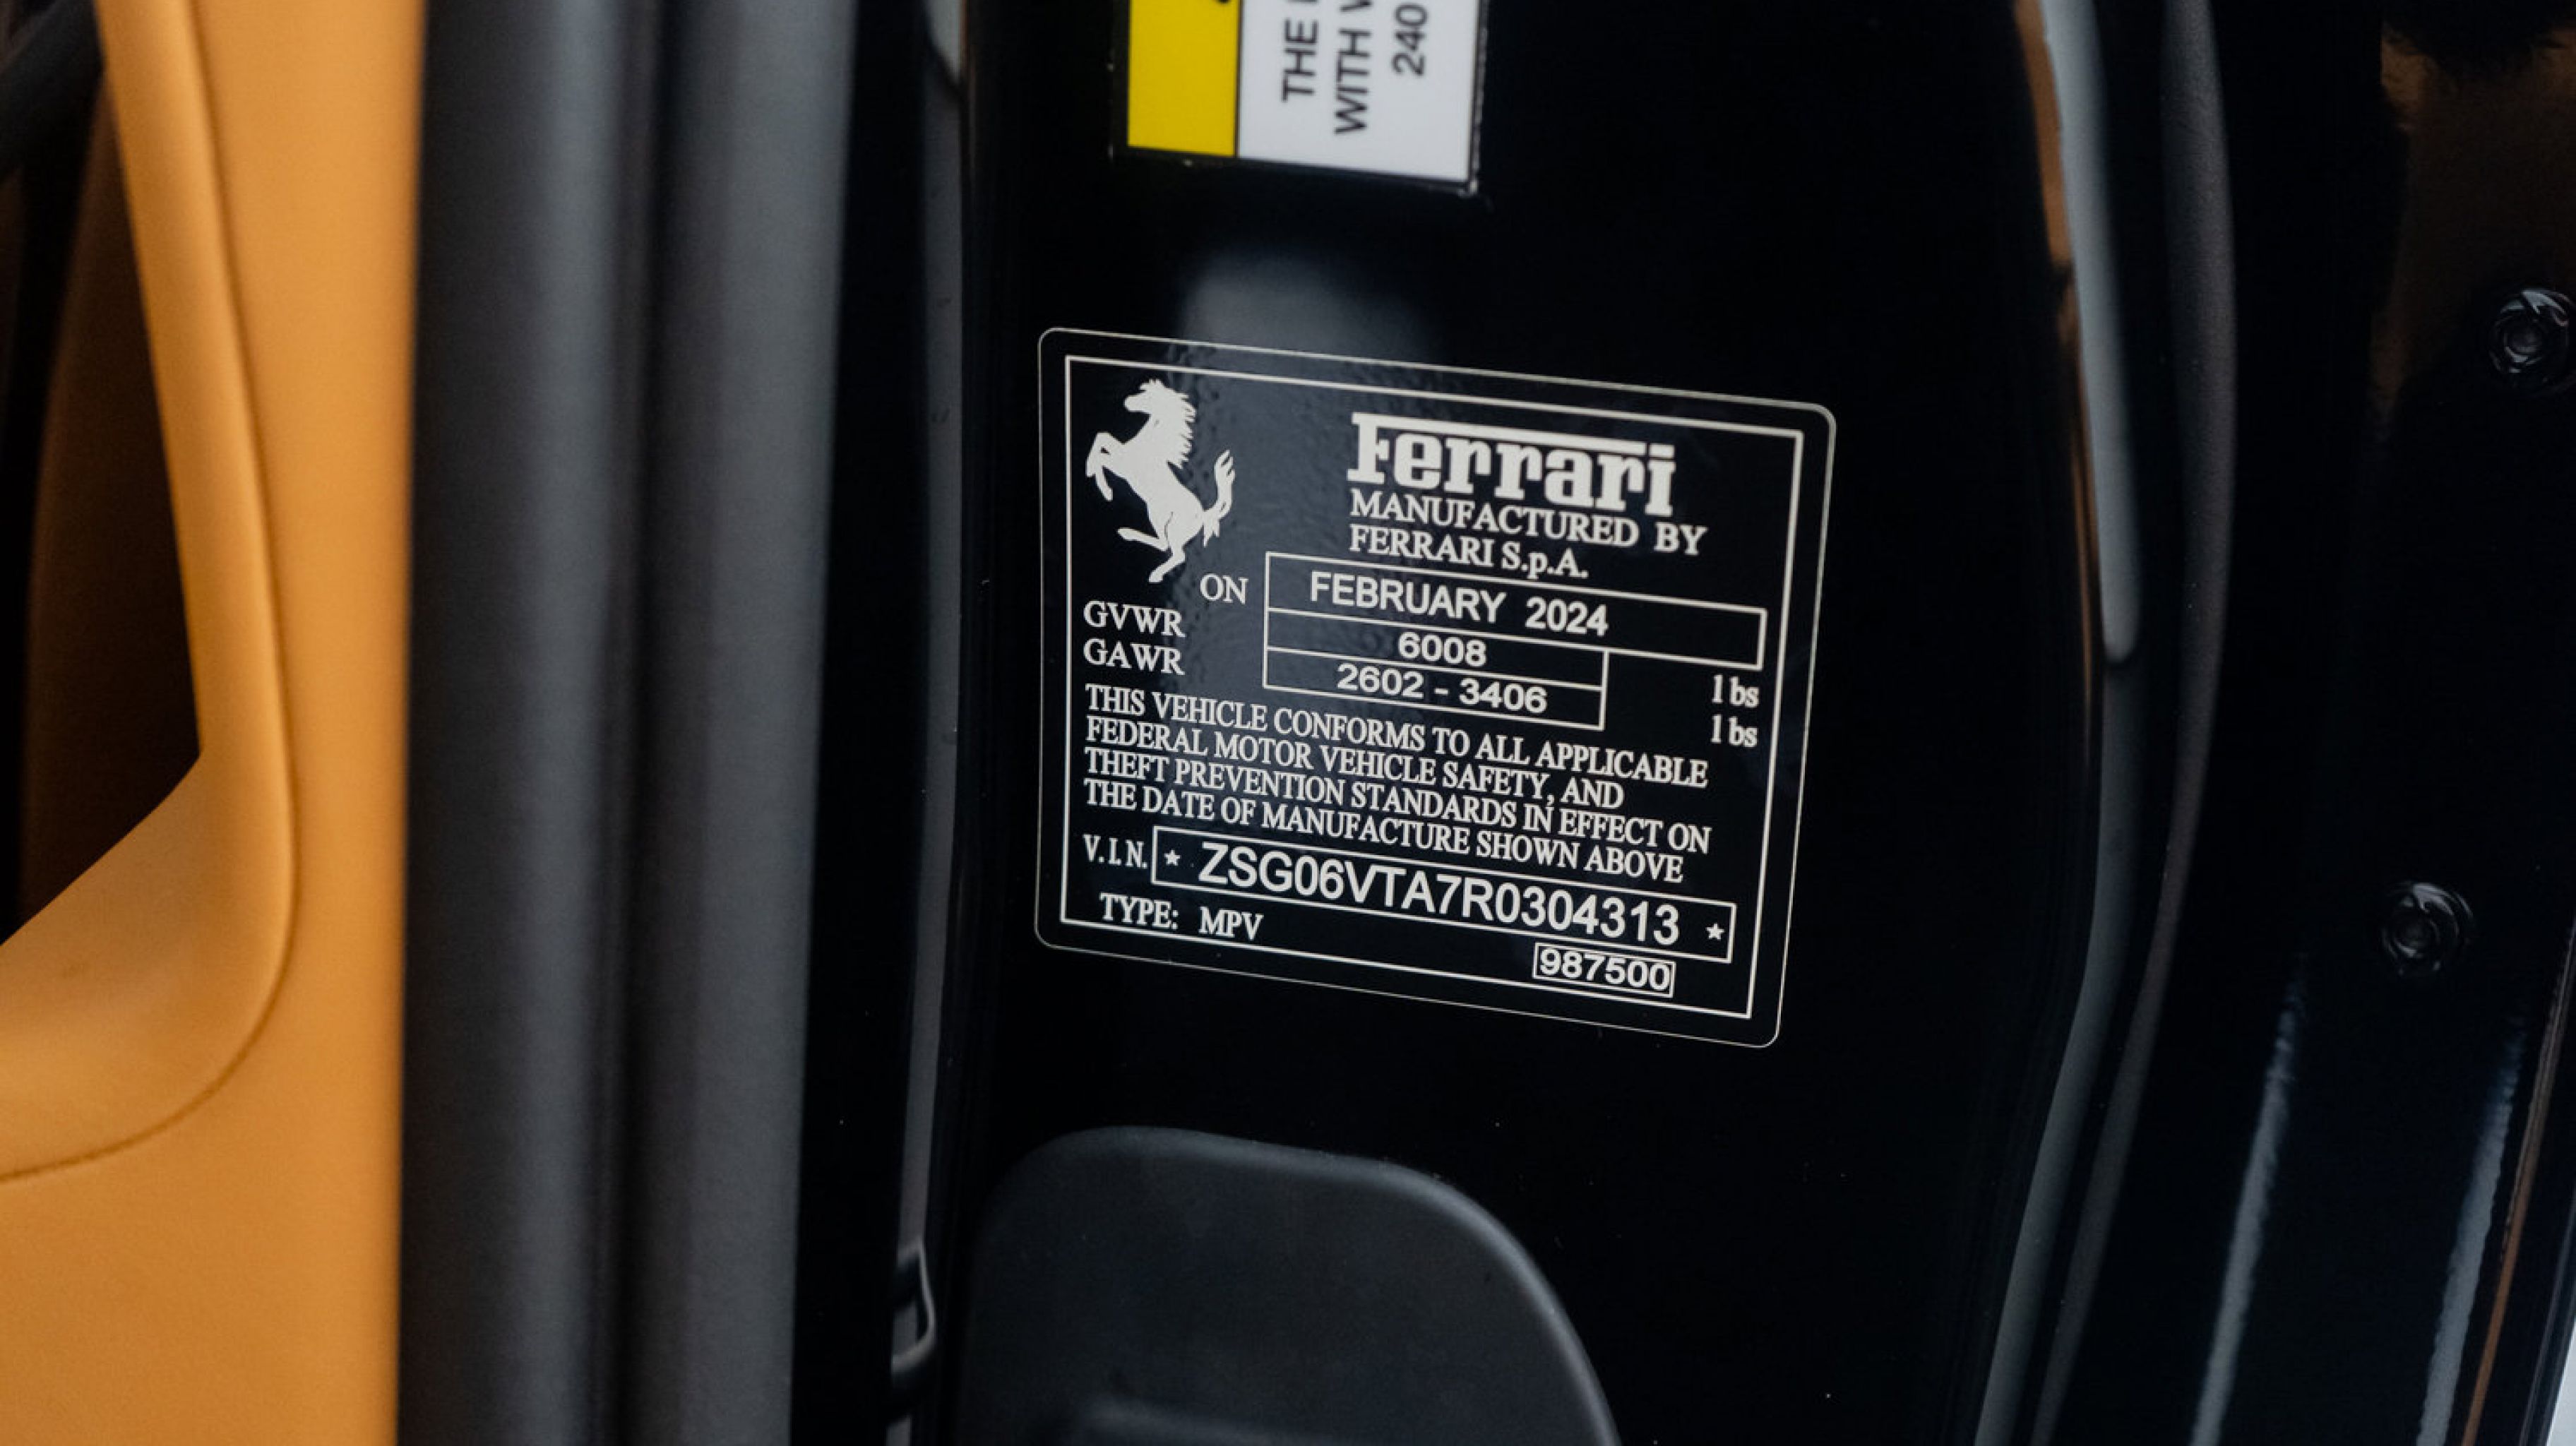 THE
WITH
240
Ferrari
MANUFACTURED BY
FERRARI S.p.A.
ON FEBRUARY 2024
GVWR 6008 lbs
GAWR 2602 - 3406 lbs
THIS VEHICLE CONFORMS TO ALL APPLICABLE
FEDERAL MOTOR VEHICLE SAFETY, AND
THEFT PREVENTION STANDARDS IN EFFECT ON
THE DATE OF MANUFACTURE SHOWN ABOVE
V.I.N. ★ ZSG06VTA7R0304313 ★
TYPE: MPV
987500